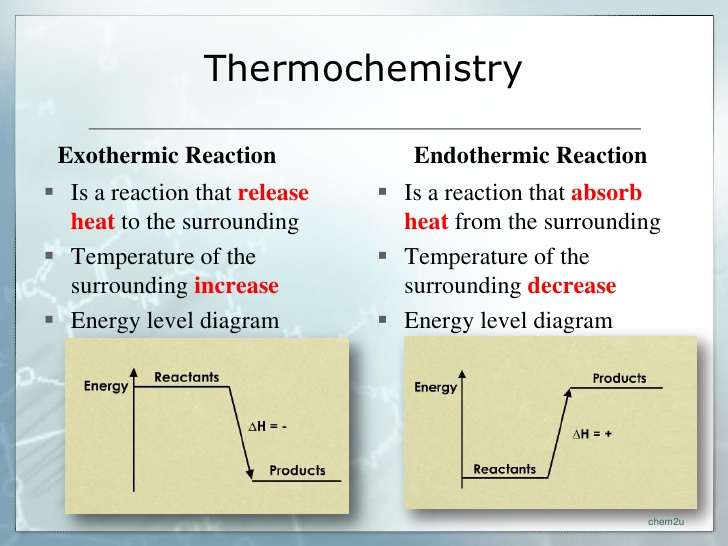 Thermochemistry
Exothermic Reaction
▪ Is a reaction that release
heat to the surrounding
▪ Temperature of the
surrounding increase
▪ Energy level diagram
Energy
Reactants
∆H = -
Products
Endothermic Reaction
▪ Is a reaction that absorb
heat from the surrounding
▪ Temperature of the
surrounding decrease
▪ Energy level diagram
Energy
Products
∆H = +
Reactants
chem2u